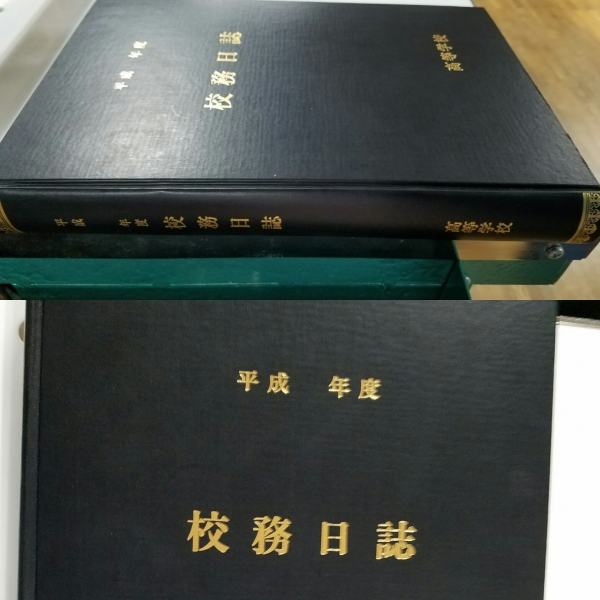 平成 年度
校務日誌
高等学校
平成 年度 校務日誌 高等学校
平成 年度
校務日誌